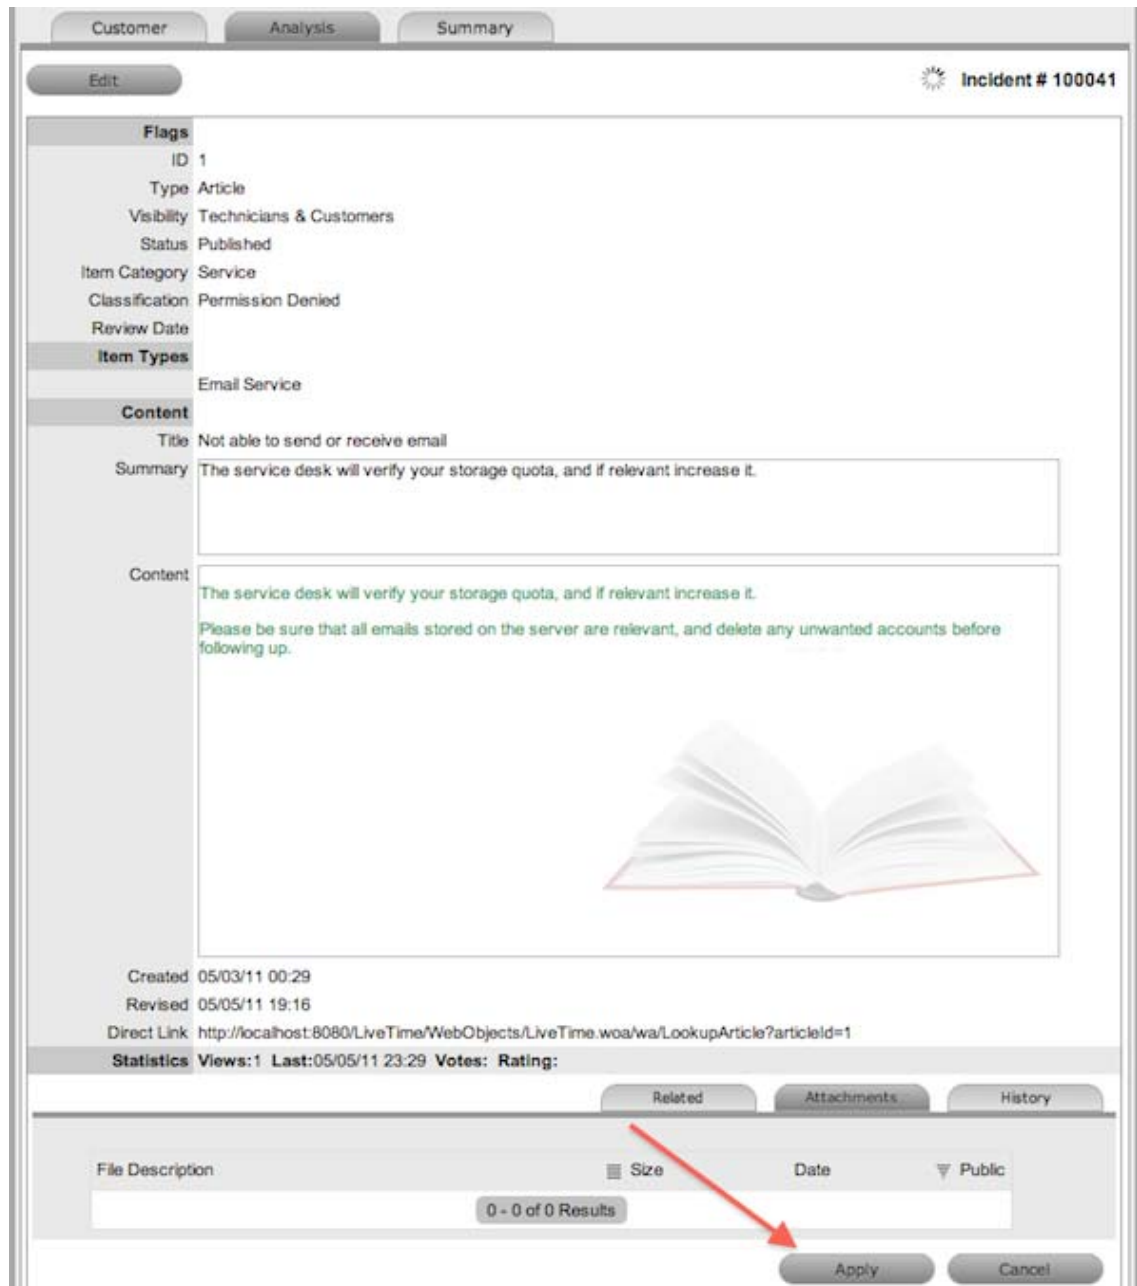 Customer Analysis Summary
Edit Incident # 100041
Flags
ID 1
Type Article
Visibility Technicians & Customers
Status Published
Item Category Service
Classification Permission Denied
Review Date
Item Types
Email Service
Content
Title Not able to send or receive email
Summary The service desk will verify your storage quota, and if relevant increase it.
Content
The service desk will verify your storage quota, and if relevant increase it.
Please be sure that all emails stored on the server are relevant, and delete any unwanted accounts before
following up.
Created 05/03/11 00:29
Revised 05/05/11 19:16
Direct Link http://localhost:8080/LiveTime/WebObjects/LiveTime.woa/wa/LookupArticle?articleId=1
Statistics Views:1 Last:05/05/11 23:29 Votes: Rating:
Related Attachments History
File Description Size Date Public
0 - 0 of 0 Results
Apply Cancel